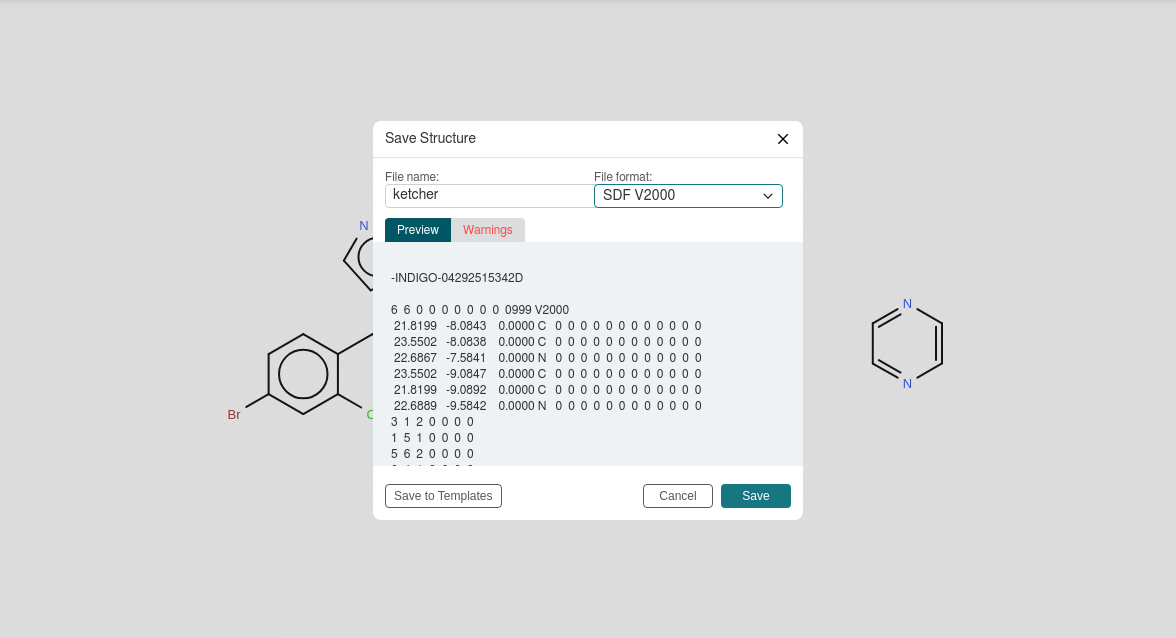 Save Structure
File name:
File format:
ketcher
SDF V2000
Preview
Warnings
-INDIGO-04292515342D
6 6 0 0 0 0 0 0 0 0999 V2000
21.8199 -8.0843 0.0000 C 0 0 0 0 0 0 0 0 0 0 0 0
23.5502 -8.0838 0.0000 C 0 0 0 0 0 0 0 0 0 0 0 0
22.6867 -7.5841 0.0000 N 0 0 0 0 0 0 0 0 0 0 0 0
23.5502 -9.0847 0.0000 C 0 0 0 0 0 0 0 0 0 0 0 0
21.8199 -9.0892 0.0000 C 0 0 0 0 0 0 0 0 0 0 0 0
22.6889 -9.5842 0.0000 N 0 0 0 0 0 0 0 0 0 0 0 0
3 1 2 0 0 0 0
1 5 1 0 0 0 0
5 6 2 0 0 0 0
N
Br
N
N
Save to Templates
Cancel
Save